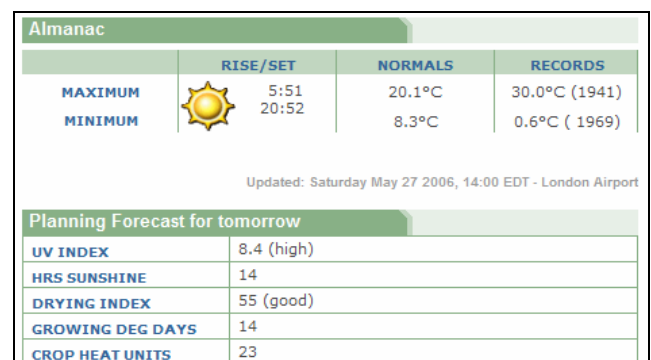 Almanac
RISE/SET NORMALS RECORDS
MAXIMUM 5:51 20.1°C 30.0°C (1941)
MINIMUM 20:52 8.3°C 0.6°C ( 1969)
Updated: Saturday May 27 2006, 14:00 EDT - London Airport
Planning Forecast for tomorrow
UV INDEX 8.4 (high)
HRS SUNSHINE 14
DRYING INDEX 55 (good)
GROWING DEG DAYS 14
CROP HEAT UNITS 23